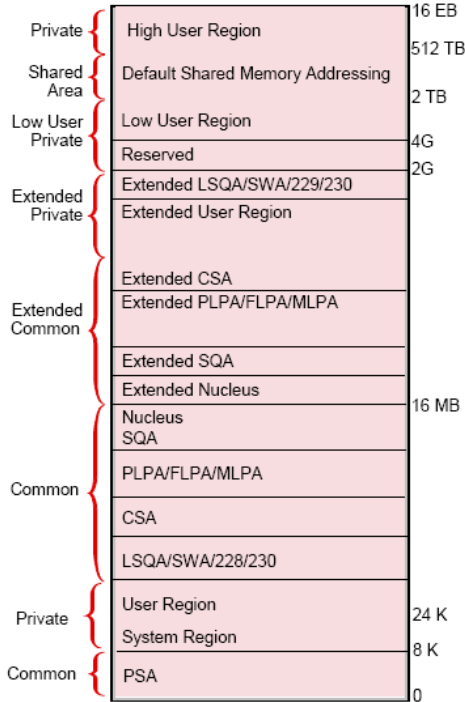 16 EB
Private
High User Region
512 TB
Shared
Area
Default Shared Memory Addressing
2 TB
Low User
Private
Low User Region
4G
Reserved
2G
Extended LSQA/SWA/229/230
Extended
Private
Extended User Region
Extended CSA
Extended
Common
Extended PLPA/FLPA/MLPA
Extended SQA
Extended Nucleus
16 MB
Nucleus
SQA
PLPA/FLPA/MLPA
Common
CSA
LSQA/SWA/228/230
User Region
24 K
Private
System Region
8 K
Common
PSA
0